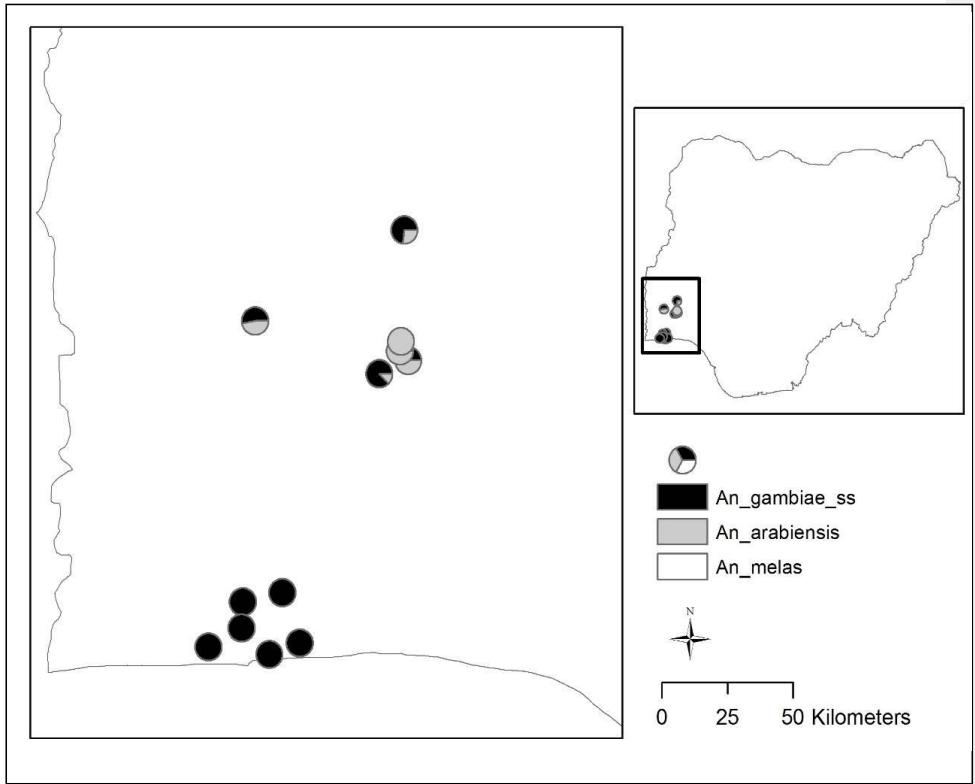 An_gambiae_ss
An_arabiensis
An_melas
N
0 25 50 Kilometers